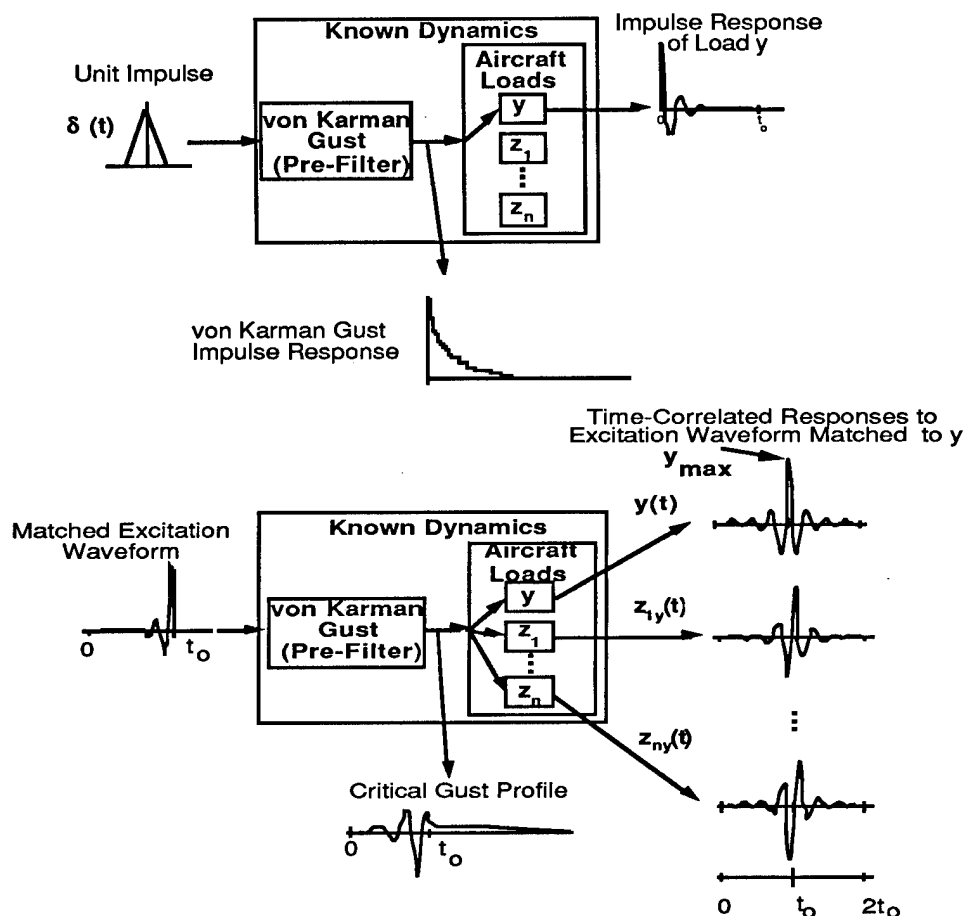 Known Dynamics
Impulse Response
of Load y
Unit Impulse
δ (t)
von Karman
Gust
(Pre-Filter)
Aircraft
Loads
y
z1
zn
0
to
von Karman Gust
Impulse Response
Time-Correlated Responses to
Excitation Waveform Matched to y
ymax
Matched Excitation
Waveform
0
to
Known Dynamics
von Karman
Gust
(Pre-Filter)
Aircraft
Loads
y
z1
zn
y(t)
z1y(t)
zny(t)
Critical Gust Profile
0
to
0
to
2to